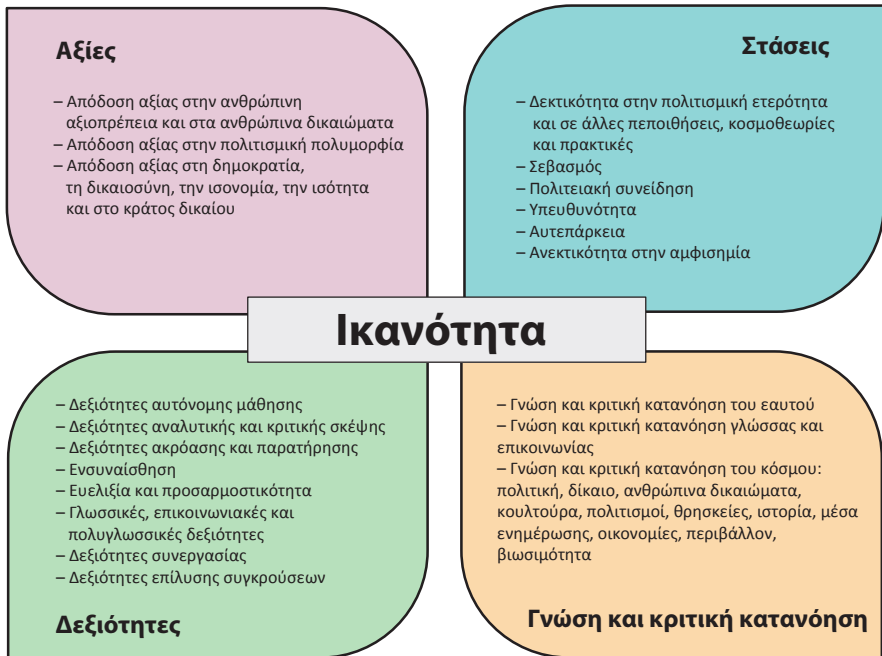 Αξίες
– Απόδοση αξίας στην ανθρώπινη
αξιοπρέπεια και στα ανθρώπινα δικαιώματα
– Απόδοση αξίας στην πολιτισμική πολυμορφία
– Απόδοση αξίας στη δημοκρατία,
τη δικαιοσύνη, την ισονομία, την ισότητα
και στο κράτος δικαίου
Στάσεις
– Δεκτικότητα στην πολιτισμική ετερότητα
και σε άλλες πεποιθήσεις, κοσμοθεωρίες
και πρακτικές
– Σεβασμός
– Πολιτειακή συνείδηση
– Υπευθυνότητα
– Αυτεπάρκεια
– Ανεκτικότητα στην αμφισημία
Ικανότητα
– Δεξιότητες αυτόνομης μάθησης
– Δεξιότητες αναλυτικής και κριτικής σκέψης
– Δεξιότητες ακρόασης και παρατήρησης
– Ενσυναίσθηση
– Ευελιξία και προσαρμοστικότητα
– Γλωσσικές, επικοινωνιακές και
πολυγλωσσικές δεξιότητες
– Δεξιότητες συνεργασίας
– Δεξιότητες επίλυσης συγκρούσεων
Δεξιότητες
– Γνώση και κριτική κατανόηση του εαυτού
– Γνώση και κριτική κατανόηση γλώσσας και
επικοινωνίας
– Γνώση και κριτική κατανόηση του κόσμου:
πολιτική, δίκαιο, ανθρώπινα δικαιώματα,
κουλτούρα, πολιτισμοί, θρησκείες, ιστορία, μέσα
ενημέρωσης, οικονομίες, περιβάλλον,
βιωσιμότητα
Γνώση και κριτική κατανόηση